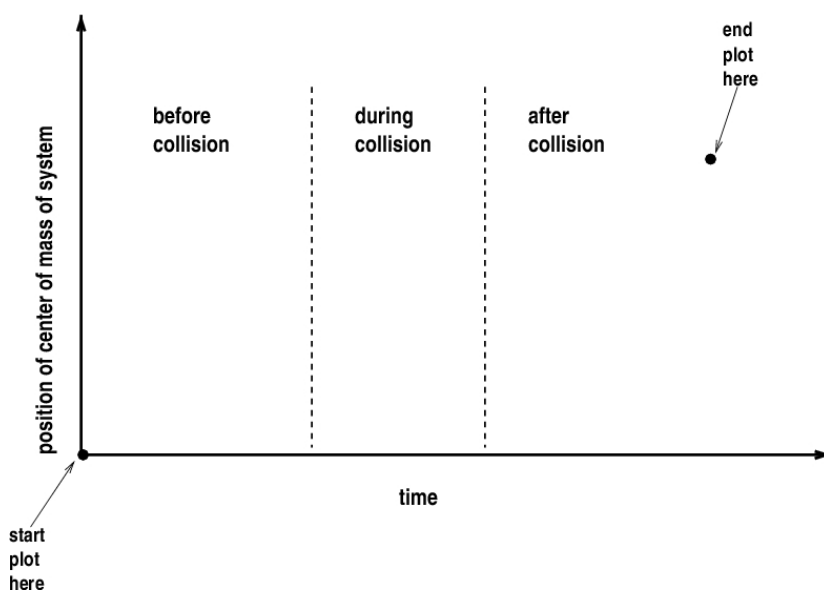 end
plot
here
before
collision
during
collision
after
collision
position of center of mass of system
time
start
plot
here